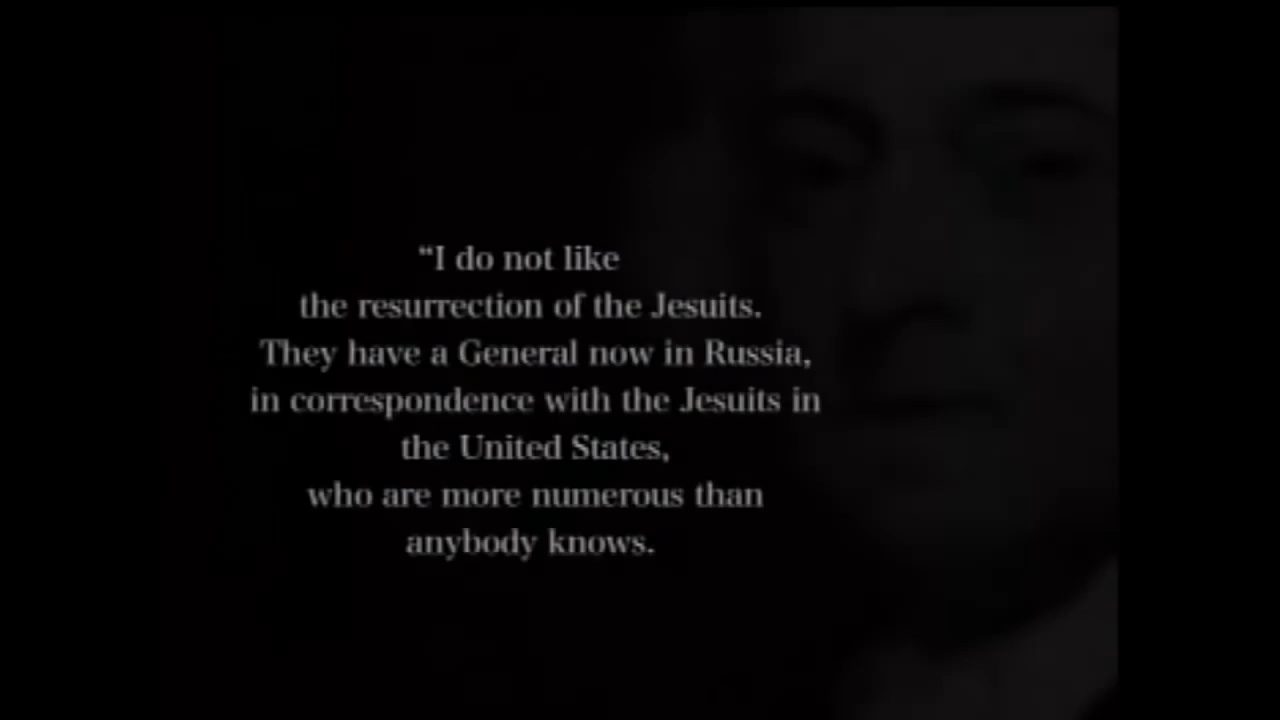 “I do not like
the resurrection of the Jesuits.
They have a General now in Russia,
in correspondence with the Jesuits in
the United States,
who are more numerous than
anybody knows.